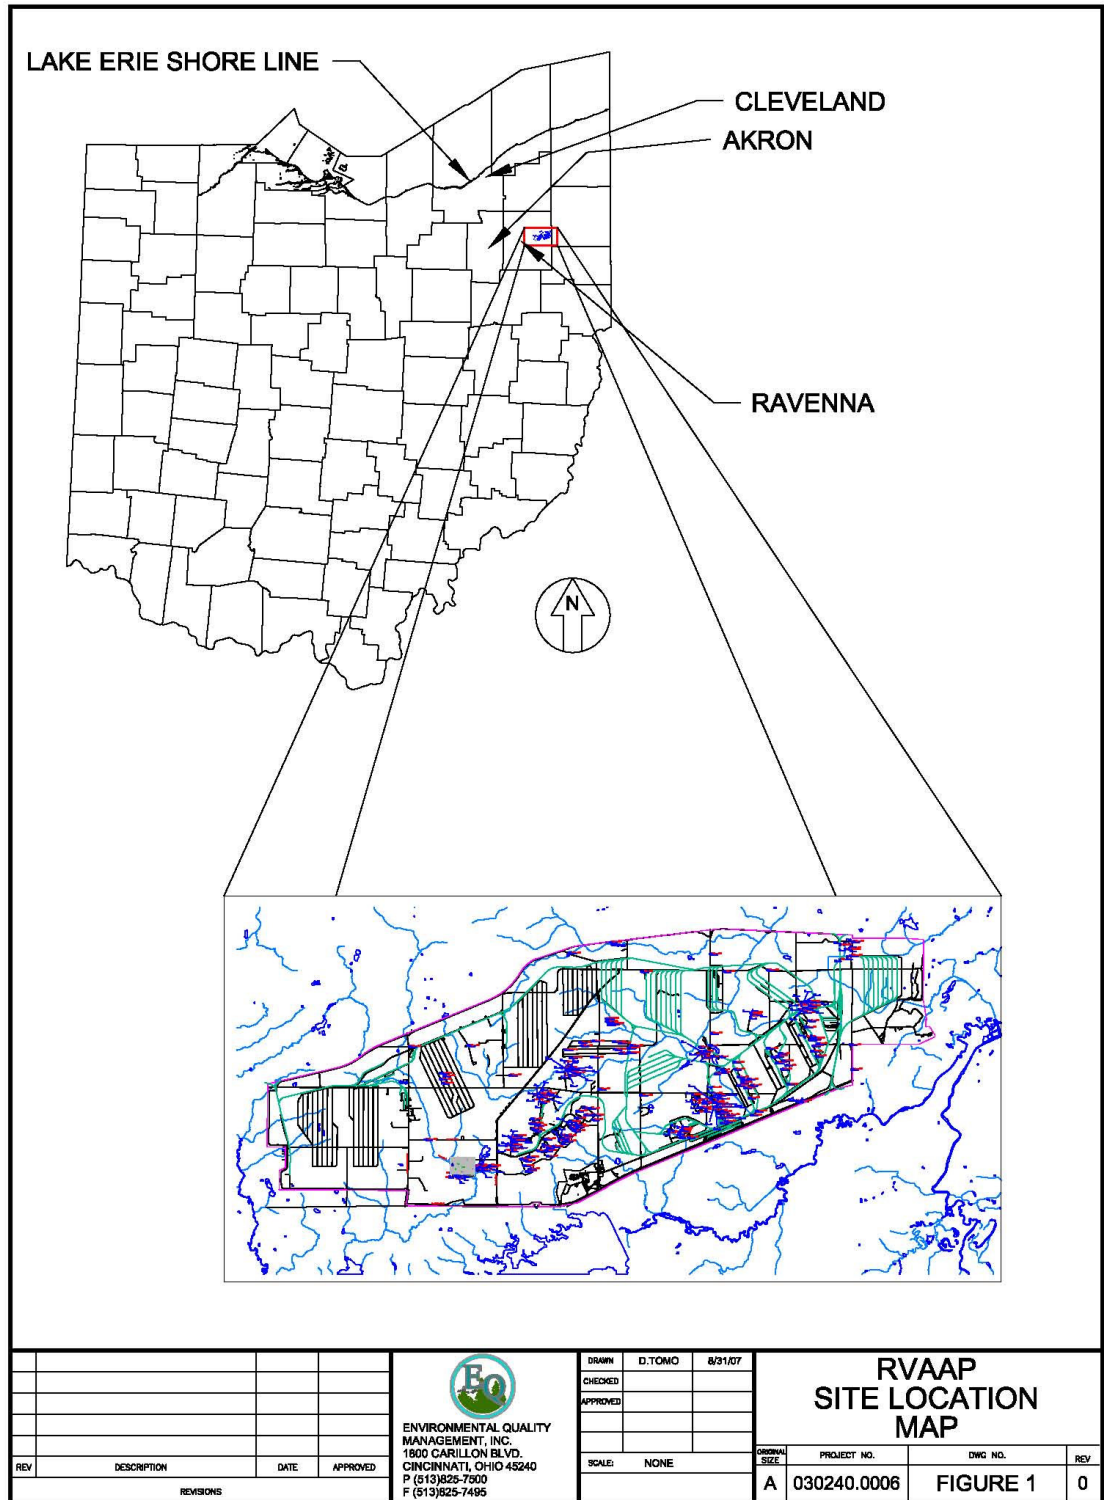 LAKE ERIE SHORE LINE
CLEVELAND
AKRON
RAVENNA
N
REV DESCRIPTION DATE APPROVED
REVISIONS
EQ
ENVIRONMENTAL QUALITY
MANAGEMENT, INC.
1800 CARILLON BLVD.
CINCINNATI, OHIO 45240
P (513)825-7500
F (513)825-7495
DRAWN D.TOMO 8/31/07
CHECKED
APPROVED
SCALE: NONE
RVAAP
SITE LOCATION
MAP
ORIGINAL
SIZE
PROJECT NO.
DWG NO.
REV
A 030240.0006 FIGURE 1 0